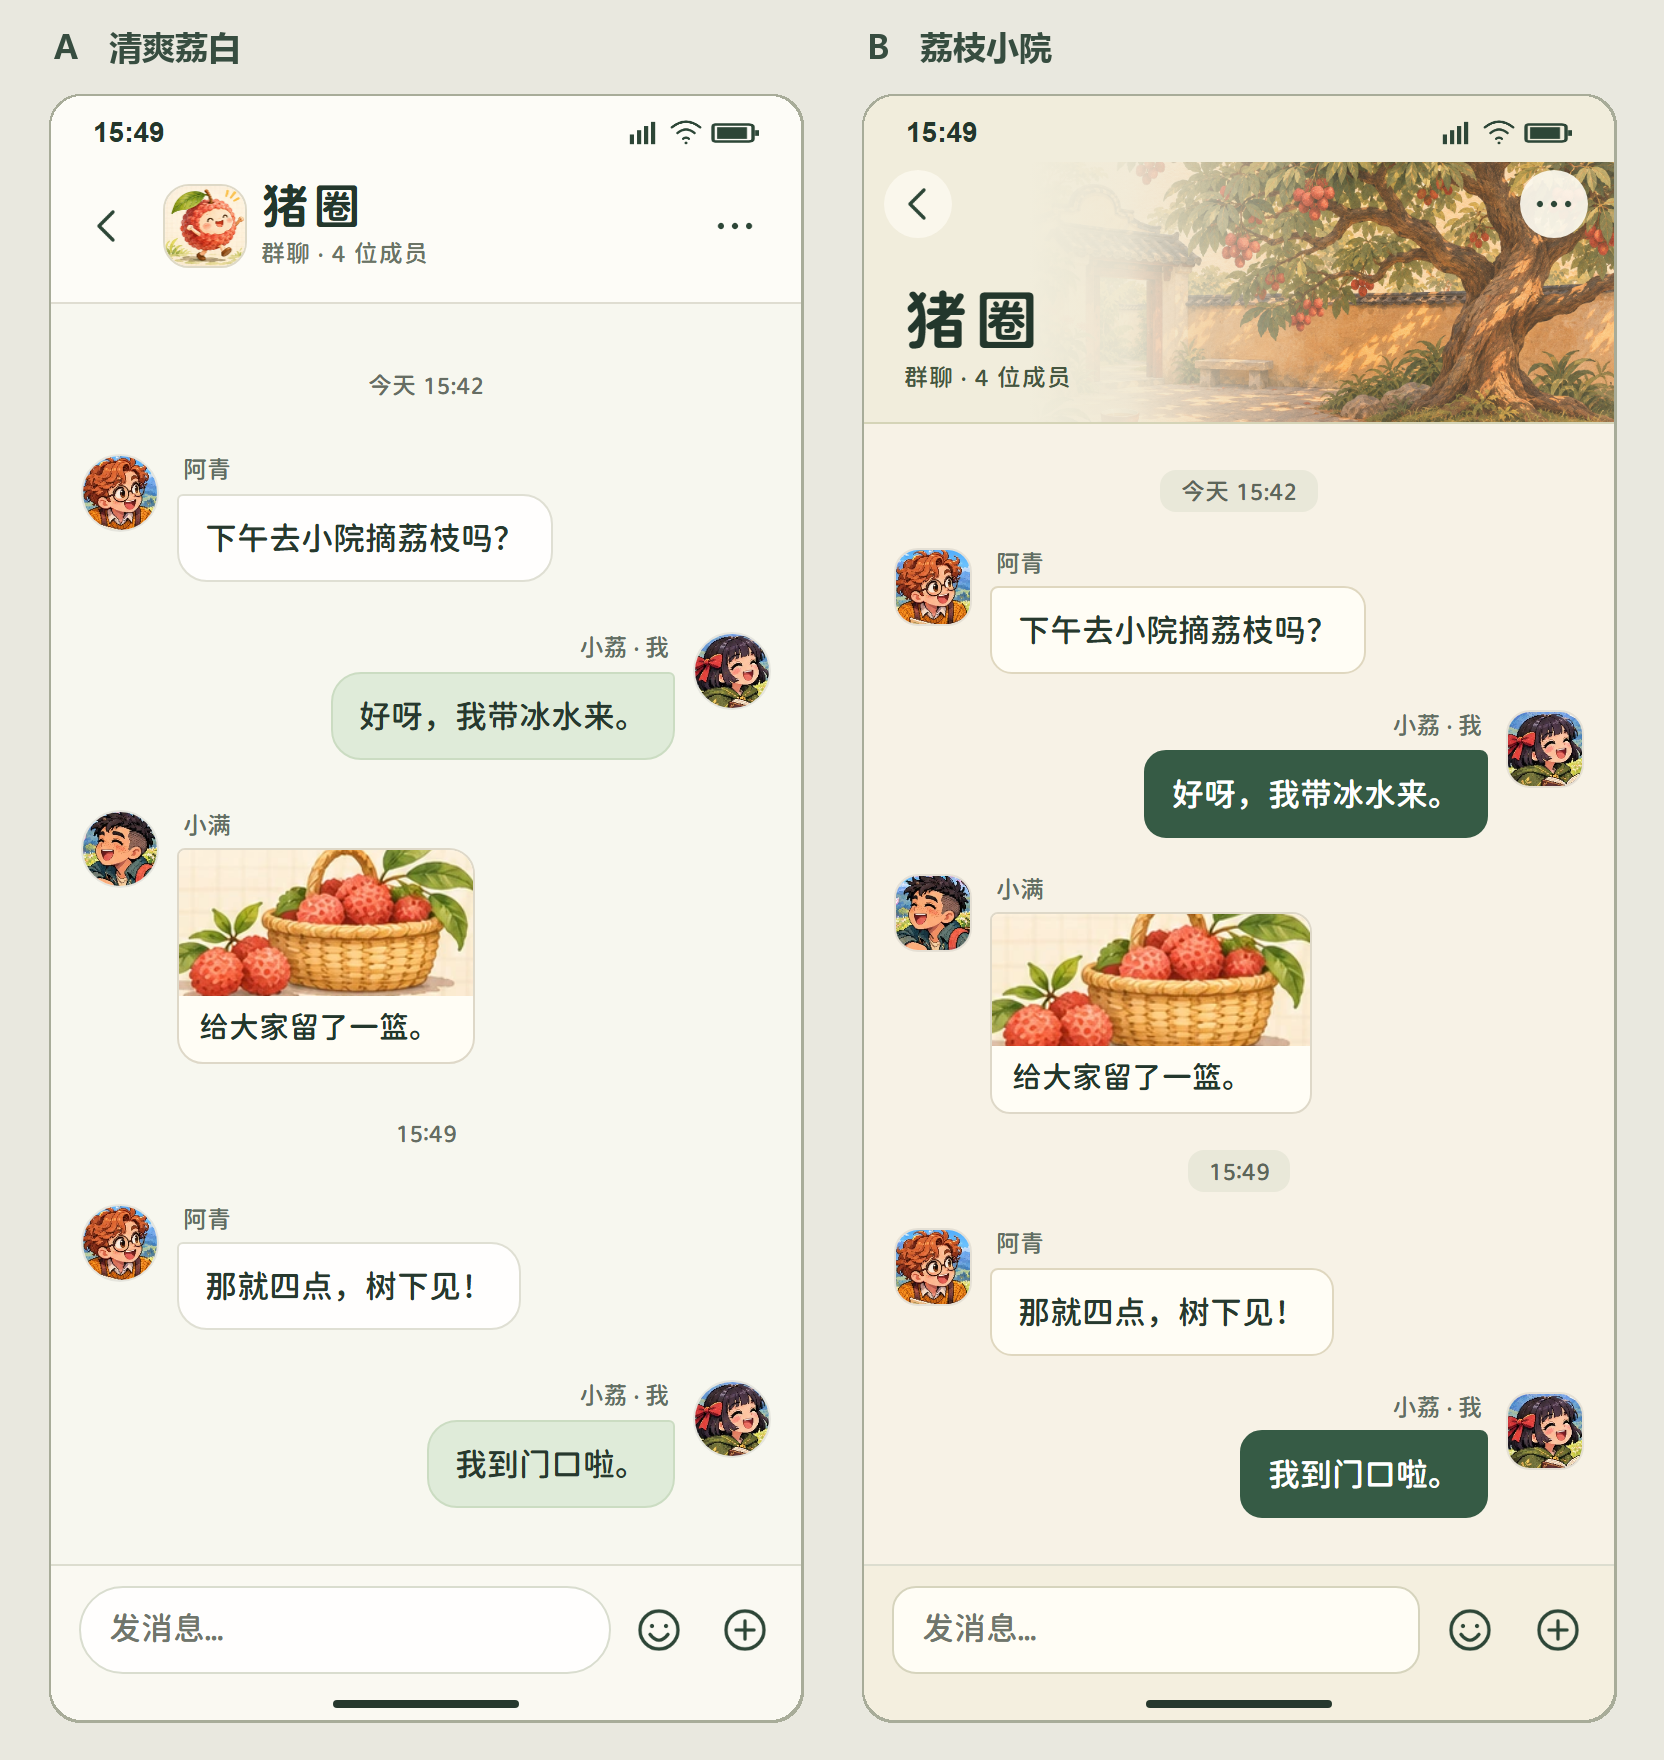 A 清爽荔白
15:49
猪圈
群聊 · 4 位成员
今天 15:42
阿青
下午去小院摘荔枝吗？
小荔 · 我
好呀，我带冰水来。
小满
给大家留了一篮。
15:49
阿青
那就四点，树下见！
小荔 · 我
我到门口啦。
发消息...
B 荔枝小院
15:49
猪圈
群聊 · 4 位成员
今天 15:42
阿青
下午去小院摘荔枝吗？
小荔 · 我
好呀，我带冰水来。
小满
给大家留了一篮。
15:49
阿青
那就四点，树下见！
小荔 · 我
我到门口啦。
发消息...